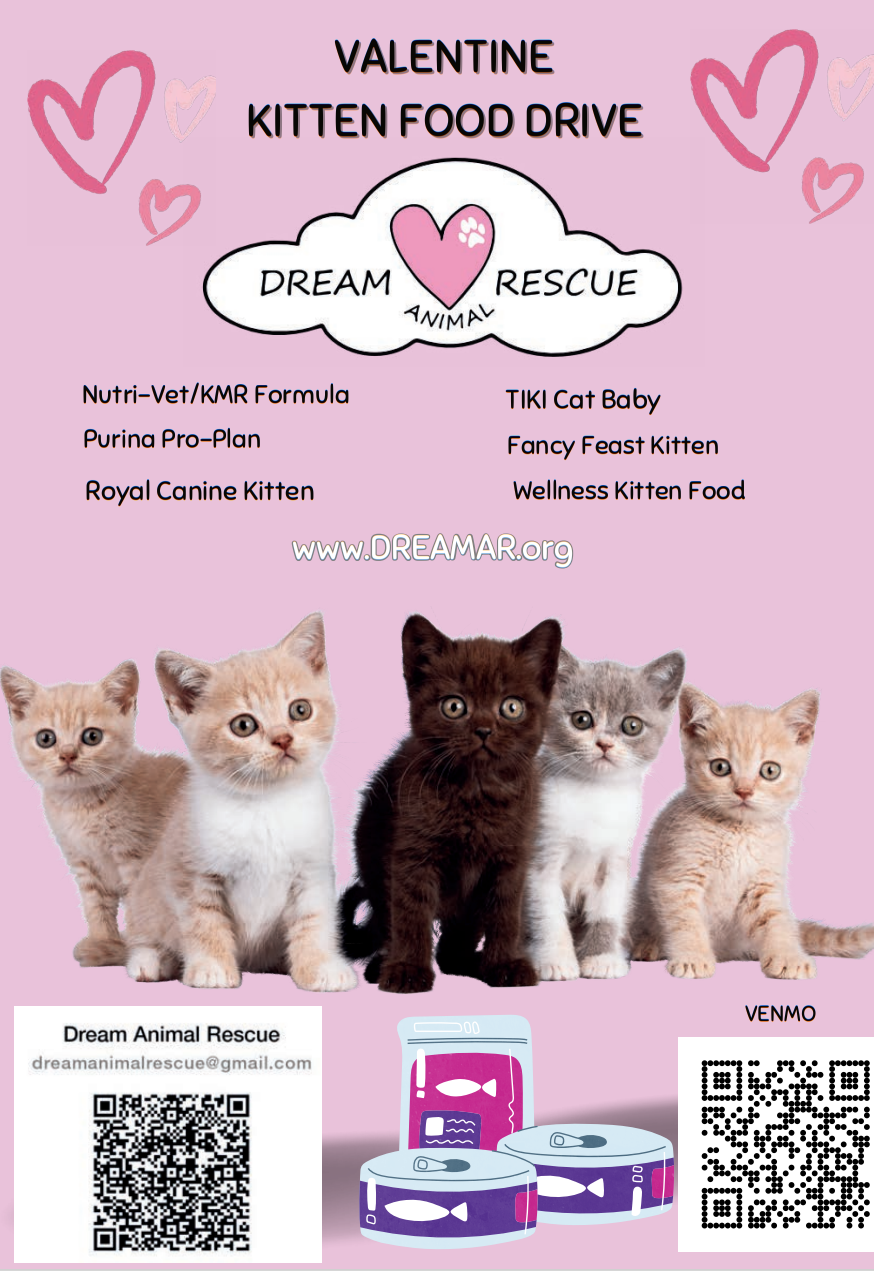 VALENTINE
KITTEN FOOD DRIVE
DREAM RESCUE
ANIMAL
Nutri-Vet/KMR Formula
Purina Pro-Plan
Royal Canine Kitten
TIKI Cat Baby
Fancy Feast Kitten
Wellness Kitten Food
www.DREAMAR.org
Dream Animal Rescue
dreamanimalrescue@gmail.com
VENMO